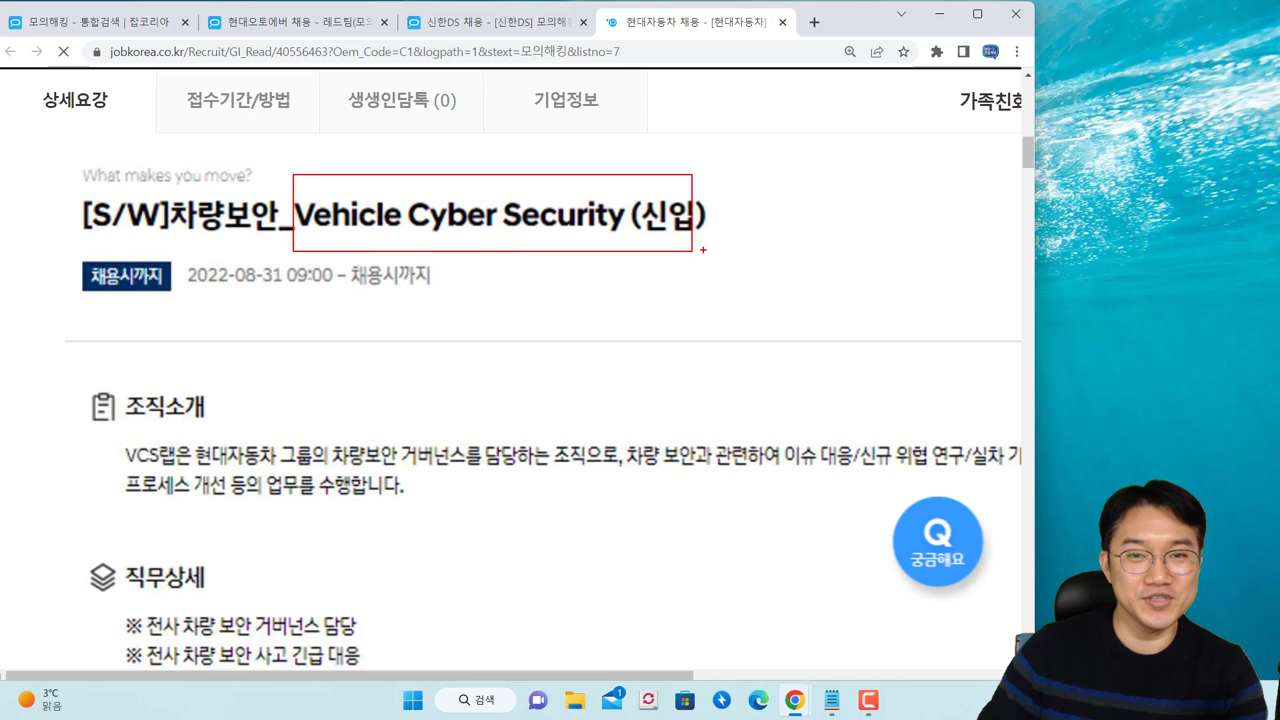 모의해킹 - 통합검색 | 잡코리아
현대오토에버 채용 - 레드팀(모의
신한DS 채용 - [신한DS] 모의해킹
현대자동차 채용 - [현대자동차]
jobkorea.co.kr/Recruit/GI_Read/40556463?Oem_Code=C1&logpath=1&stext=모의해킹&listno=7
상세요강
접수기간/방법
생생인담톡 (0)
기업정보
가족친화
What makes you move?
[S/W]차량보안_Vehicle Cyber Security (신입)
채용시까지 2022-08-31 09:00 – 채용시까지
조직소개
VCS랩은 현대자동차 그룹의 차량보안 거버넌스를 담당하는 조직으로, 차량 보안과 관련하여 이슈 대응/신규 위협 연구/실차 기
프로세스 개선 등의 업무를 수행합니다.
Q
궁금해요
직무상세
※ 전사 차량 보안 거버넌스 담당
※ 전사 차량 보안 사고 긴급 대응
3°C
맑음
검색
1